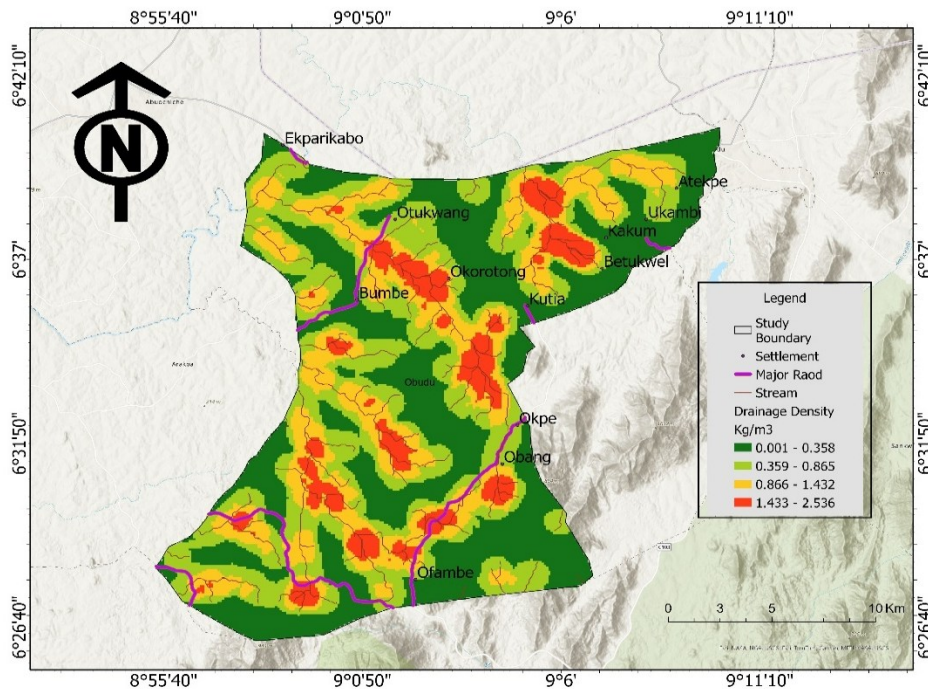 8°55'40" 9°0'50" 9°6' 9°11'10"
6°42'10" 6°42'10"
N
Ekparikabo
Atekpe
Otukwang
Ukambi
Kakum
6°37' 6°37'
Betukwel
Okorotong
Bumbe
Kutia
Legend
Study
Boundary
Settlement
Major Raod
Stream
Drainage Density
Kg/m3
0.001 - 0.358
0.359 - 0.865
0.866 - 1.432
1.433 - 2.536
Obudu
Okpe
6°31'50" 6°31'50"
Obang
Ofambe
0 3 5 10 Km
6°26'40" 6°26'40"
8°55'40" 9°0'50" 9°6' 9°11'10"